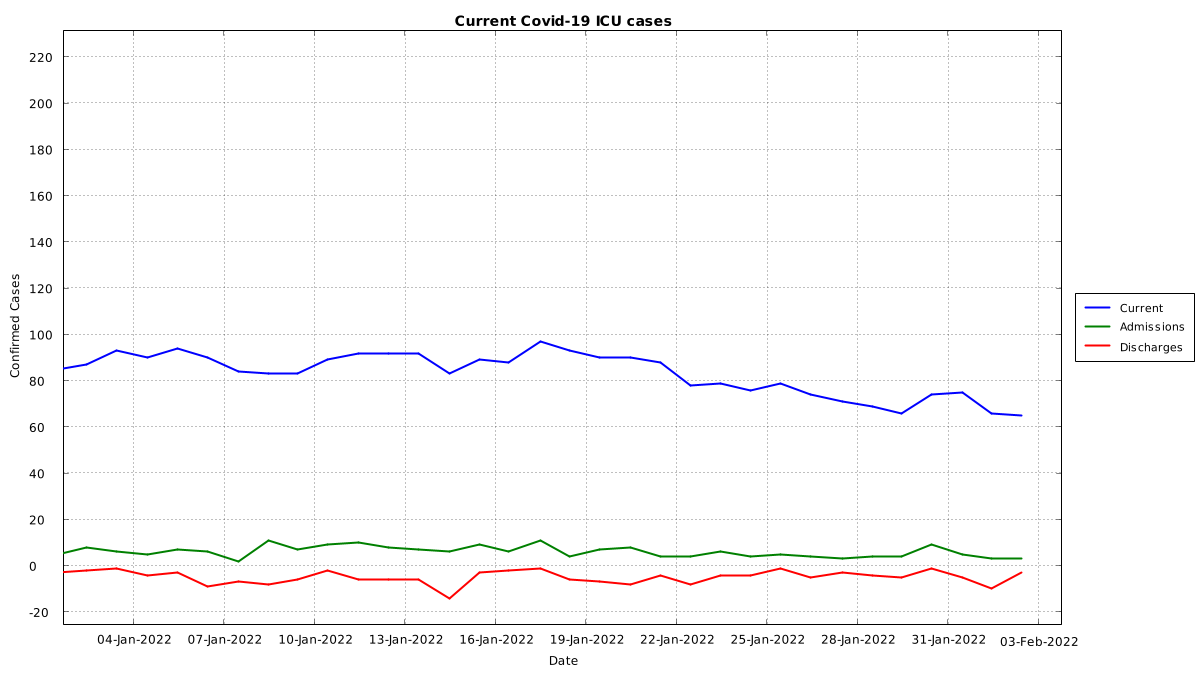 Current Covid-19 ICU cases
220
200
180
160
140
120
100
80
60
40
20
0
-20
Confirmed Cases
04-Jan-2022
07-Jan-2022
10-Jan-2022
13-Jan-2022
16-Jan-2022
19-Jan-2022
22-Jan-2022
25-Jan-2022
28-Jan-2022
31-Jan-2022
03-Feb-2022
Date
Current
Admissions
Discharges